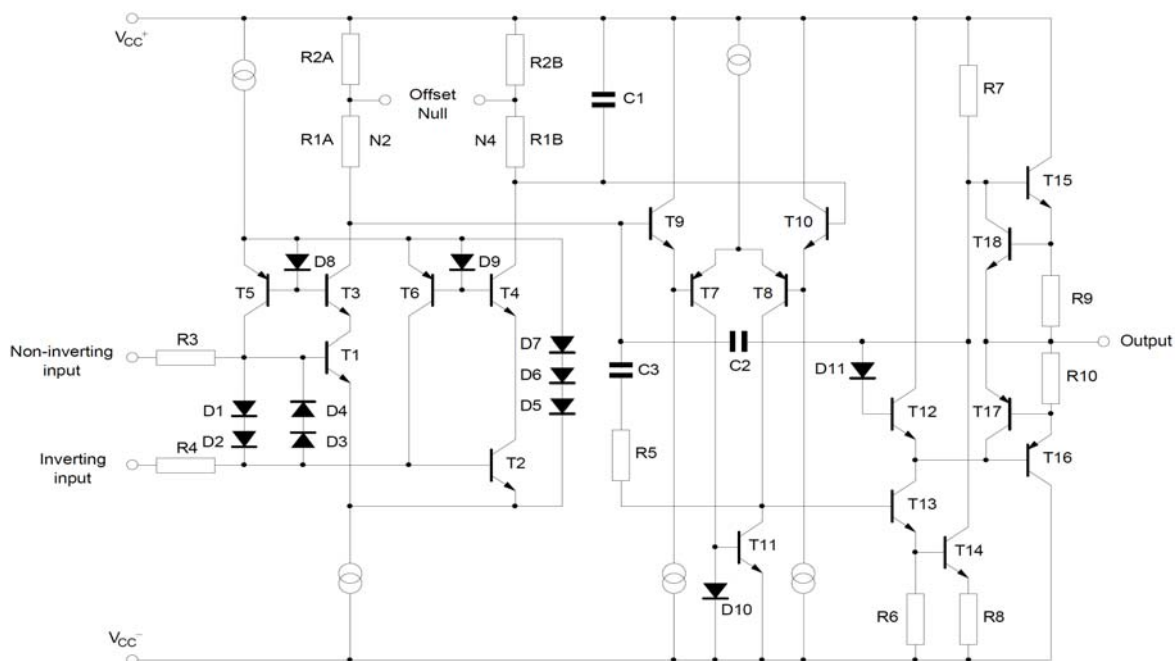 VCC+
R2A
R2B
R7
C1
Offset
Null
R1A
N2
N4
R1B
T15
T9
T10
T18
D8
D9
T5
T3
T6
T4
T7
T8
R9
R3
Non-inverting
input
T1
D7
D6
D5
C3
C2
D11
Output
R10
D1
D4
D2
D3
T12
T17
R4
Inverting
input
T2
R5
T16
T13
T11
T14
D10
R6
R8
VCC−